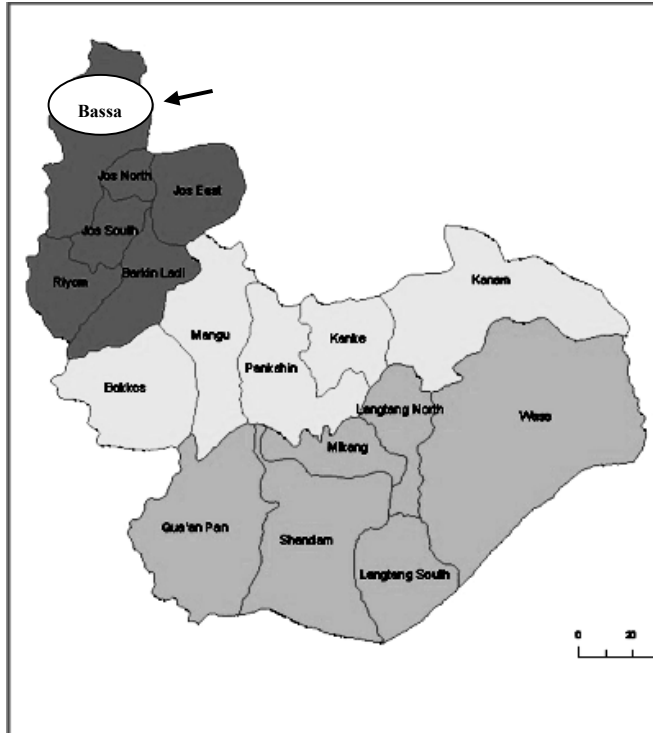 Bassa
Jos North
Jos East
Jos South
Riyom
Barkin Ladi
Kanam
Mangu
Kanke
Pankshin
Bokkos
Langtang North
Wase
Mikang
Qua'an Pan
Shendam
Langtang South
0 20